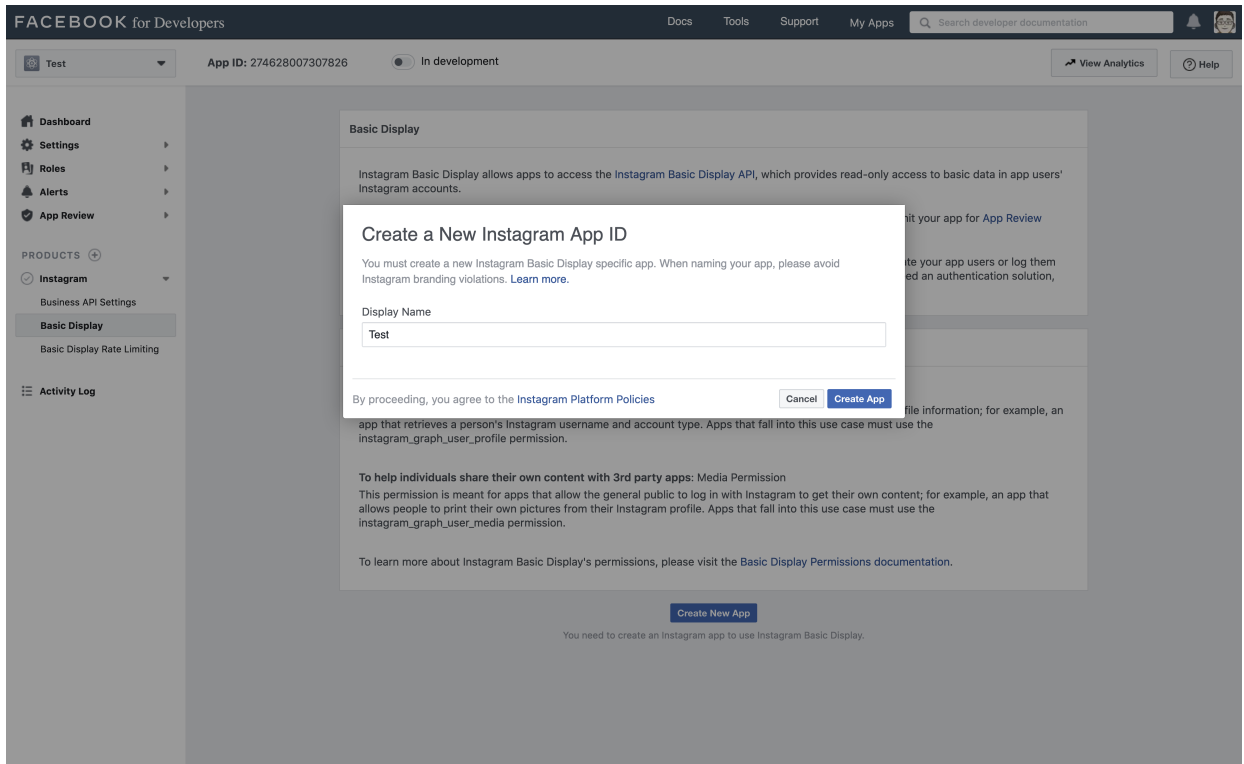 FACEBOOK for Developers
Docs Tools Support My Apps Search developer documentation
Test App ID: 274628007307826 In development View Analytics Help
Dashboard
Settings
Roles
Alerts
App Review
PRODUCTS
Instagram
Business API Settings
Basic Display
Basic Display Rate Limiting
Activity Log
Basic Display
Instagram Basic Display allows apps to access the Instagram Basic Display API, which provides read-only access to basic data in app users'
Instagram accounts.
your app for App Review
your app users or log them
an authentication solution,
Create a New Instagram App ID
You must create a new Instagram Basic Display specific app. When naming your app, please avoid
Instagram branding violations. Learn more.
Display Name
Test
By proceeding, you agree to the Instagram Platform Policies Cancel Create App
information; for example, an
app that retrieves a person's Instagram username and account type. Apps that fall into this use case must use the
instagram_graph_user_profile permission.
To help individuals share their own content with 3rd party apps: Media Permission
This permission is meant for apps that allow the general public to log in with Instagram to get their own content; for example, an app that
allows people to print their own pictures from their Instagram profile. Apps that fall into this use case must use the
instagram_graph_user_media permission.
To learn more about Instagram Basic Display's permissions, please visit the Basic Display Permissions documentation.
Create New App
You need to create an Instagram app to use Instagram Basic Display.